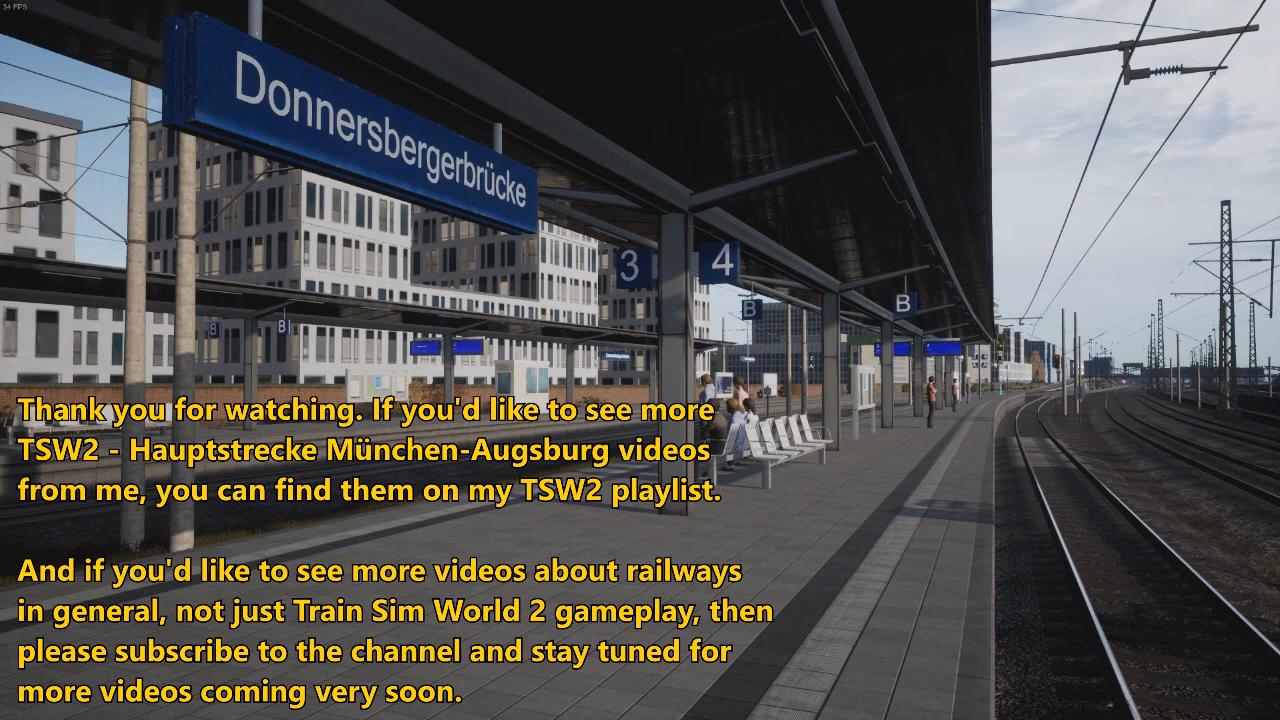 34 FPS
Donnersbergerbrücke
3
4
B
B
B
B
Thank you for watching. If you'd like to see more
TSW2 - Hauptstrecke München-Augsburg videos
from me, you can find them on my TSW2 playlist.
And if you'd like to see more videos about railways
in general, not just Train Sim World 2 gameplay, then
please subscribe to the channel and stay tuned for
more videos coming very soon.